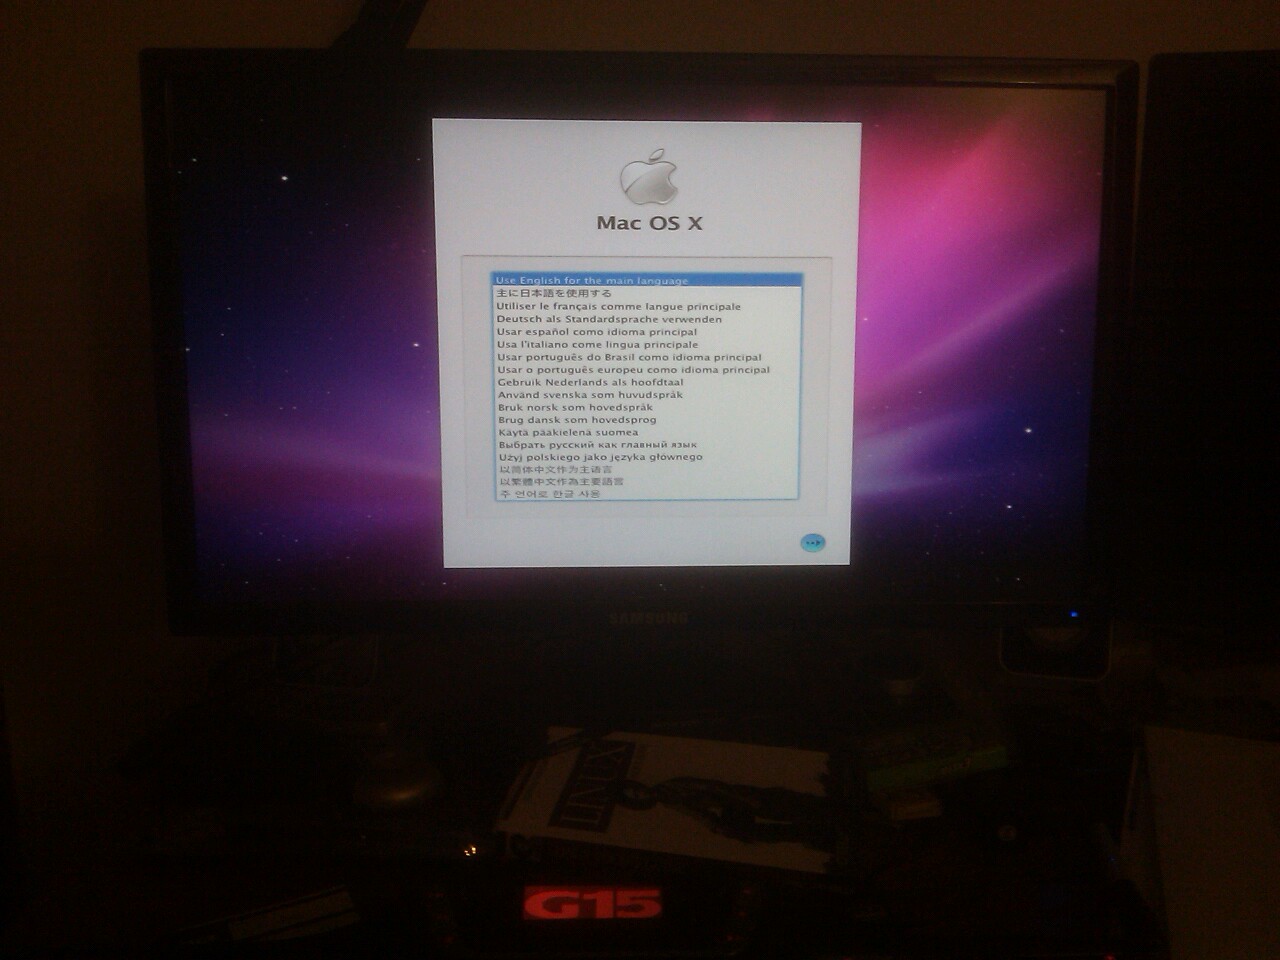 Mac OS X
Use English for the main language
主に日本語を使用する
Utiliser le français comme langue principale
Deutsch als Standardsprache verwenden
Usar español como idioma principal
Usa l'italiano come lingua principale
Usar português do Brasil como idioma principal
Usar o português europeu como idioma principal
Gebruik Nederlands als hoofdtaal
Använd svenska som huvudspråk
Bruk norsk som hovedspråk
Brug dansk som hovedsprog
Käytä pääkielenä suomea
Выбрать русский как главный язык
Użyj polskiego jako języka głównego
以简体中文作为主语言
以繁體中文作為主要語言
주 언어로 한글 사용
SAMSUNG
LINUX
G15